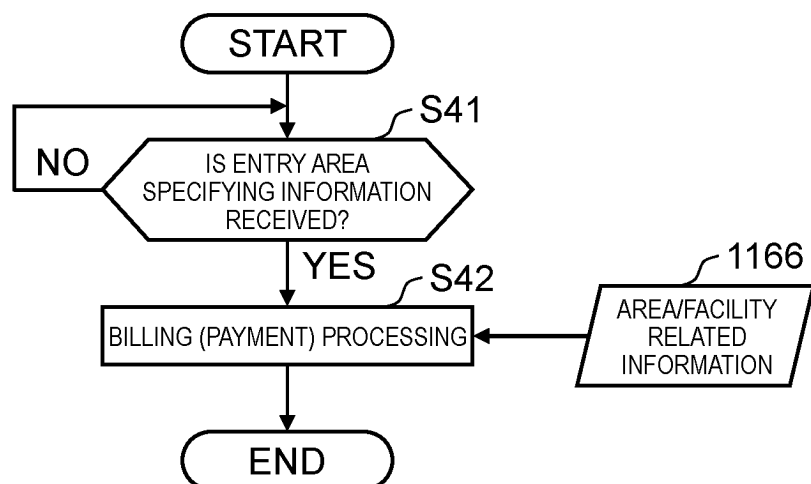 START
S41
NO
IS ENTRY AREA
SPECIFYING INFORMATION
RECEIVED?
YES
S42
1166
BILLING (PAYMENT) PROCESSING
AREA/FACILITY
RELATED
INFORMATION
END